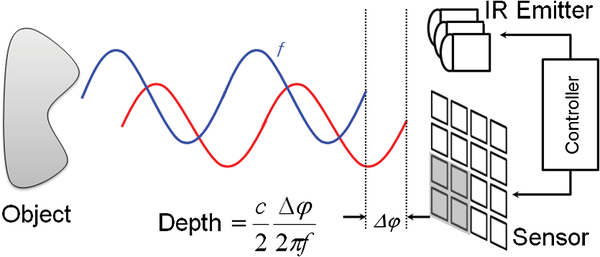 IR Emitter
f
Controller
Object
Depth = c/2 Δφ/2πf
Δφ
Sensor